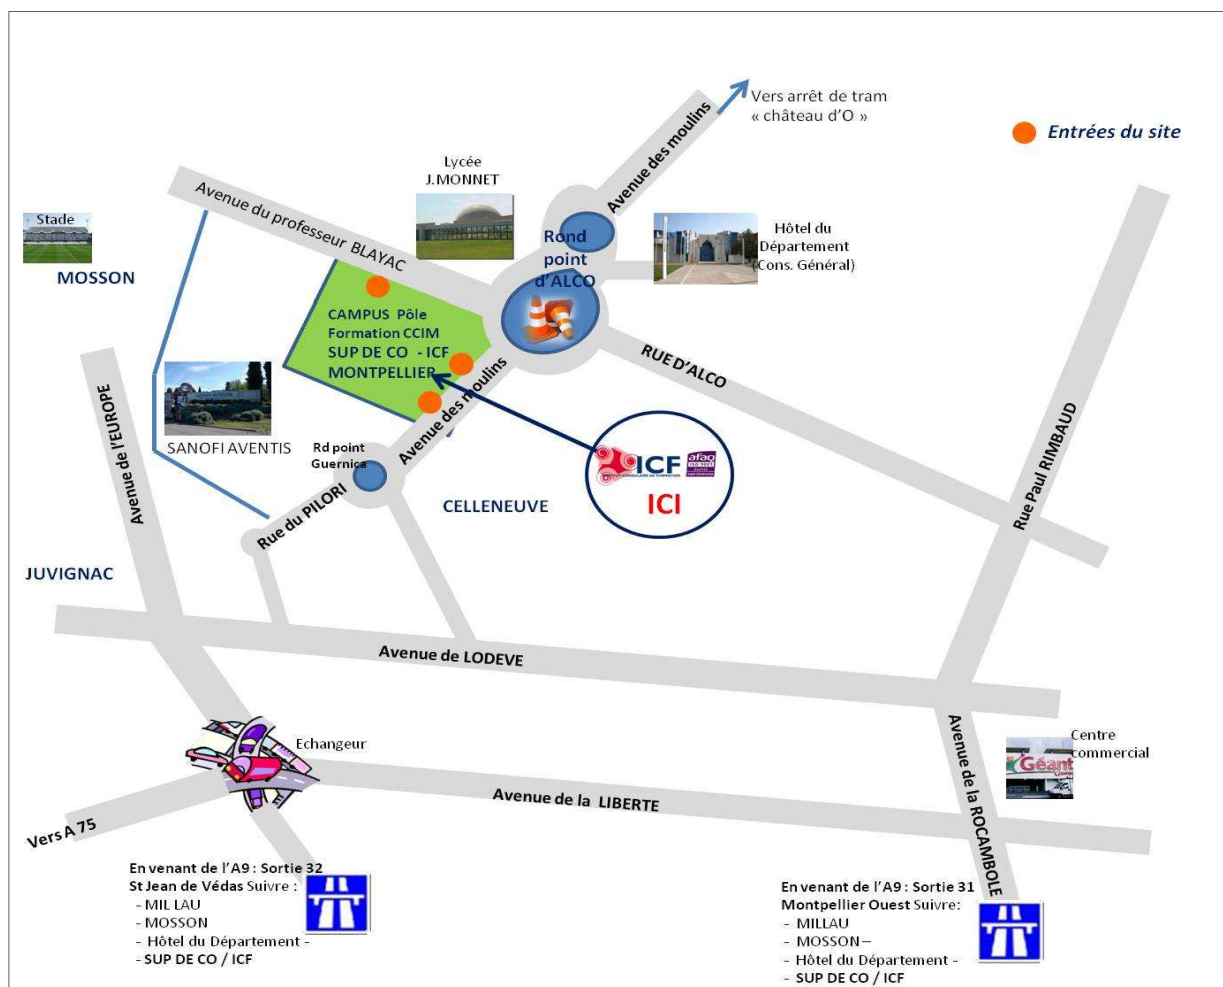 Vers arrêt de tram
« château d'O »
Entrées du site
Avenue des moulins
Lycée
J.MONNET
Avenue du professeur BLAYAC
Stade
MOSSON
Rond
point
d'ALCO
Hôtel du
Département
(Cons. Général)
CAMPUS Pôle
Formation CCIM
SUP DE CO - ICF
MONTPELLIER
RUE D'ALCO
Avenue de l'EUROPE
Avenue des moulins
SANOFI AVENTIS
Rd point
Guernica
Rue Paul RIMBAUD
ICF
afaq
ICI
CELLENEUVE
Rue du PILORI
JUVIGNAC
Avenue de LODEVE
Echangeur
Avenue de la LIBERTE
Avenue de la ROCAMBOLE
Centre
commercial
Géant
Vers A 75
En venant de l'A9 : Sortie 32
St Jean de Védas Suivre :
- MIL LAU
- MOSSON
- Hôtel du Département -
- SUP DE CO / ICF
En venant de l'A9 : Sortie 31
Montpellier Ouest Suivre:
- MILLAU
- MOSSON –
- Hôtel du Département -
- SUP DE CO / ICF